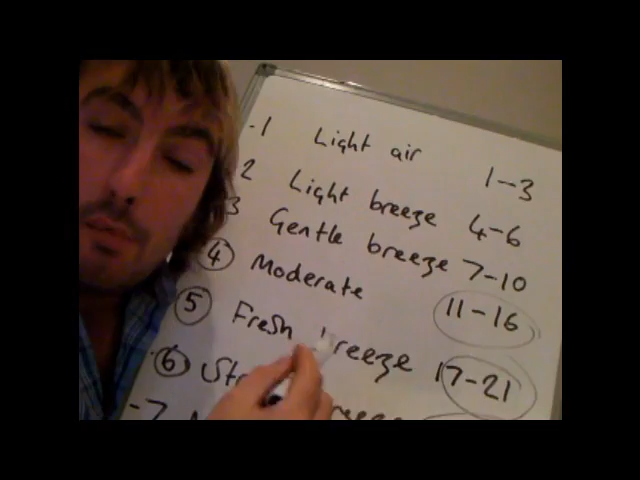 1 Light air 1-3
2 Light breeze 4-6
3 Gentle breeze 7-10
4 Moderate 11-16
5 Fresh breeze 17-21
6
-7